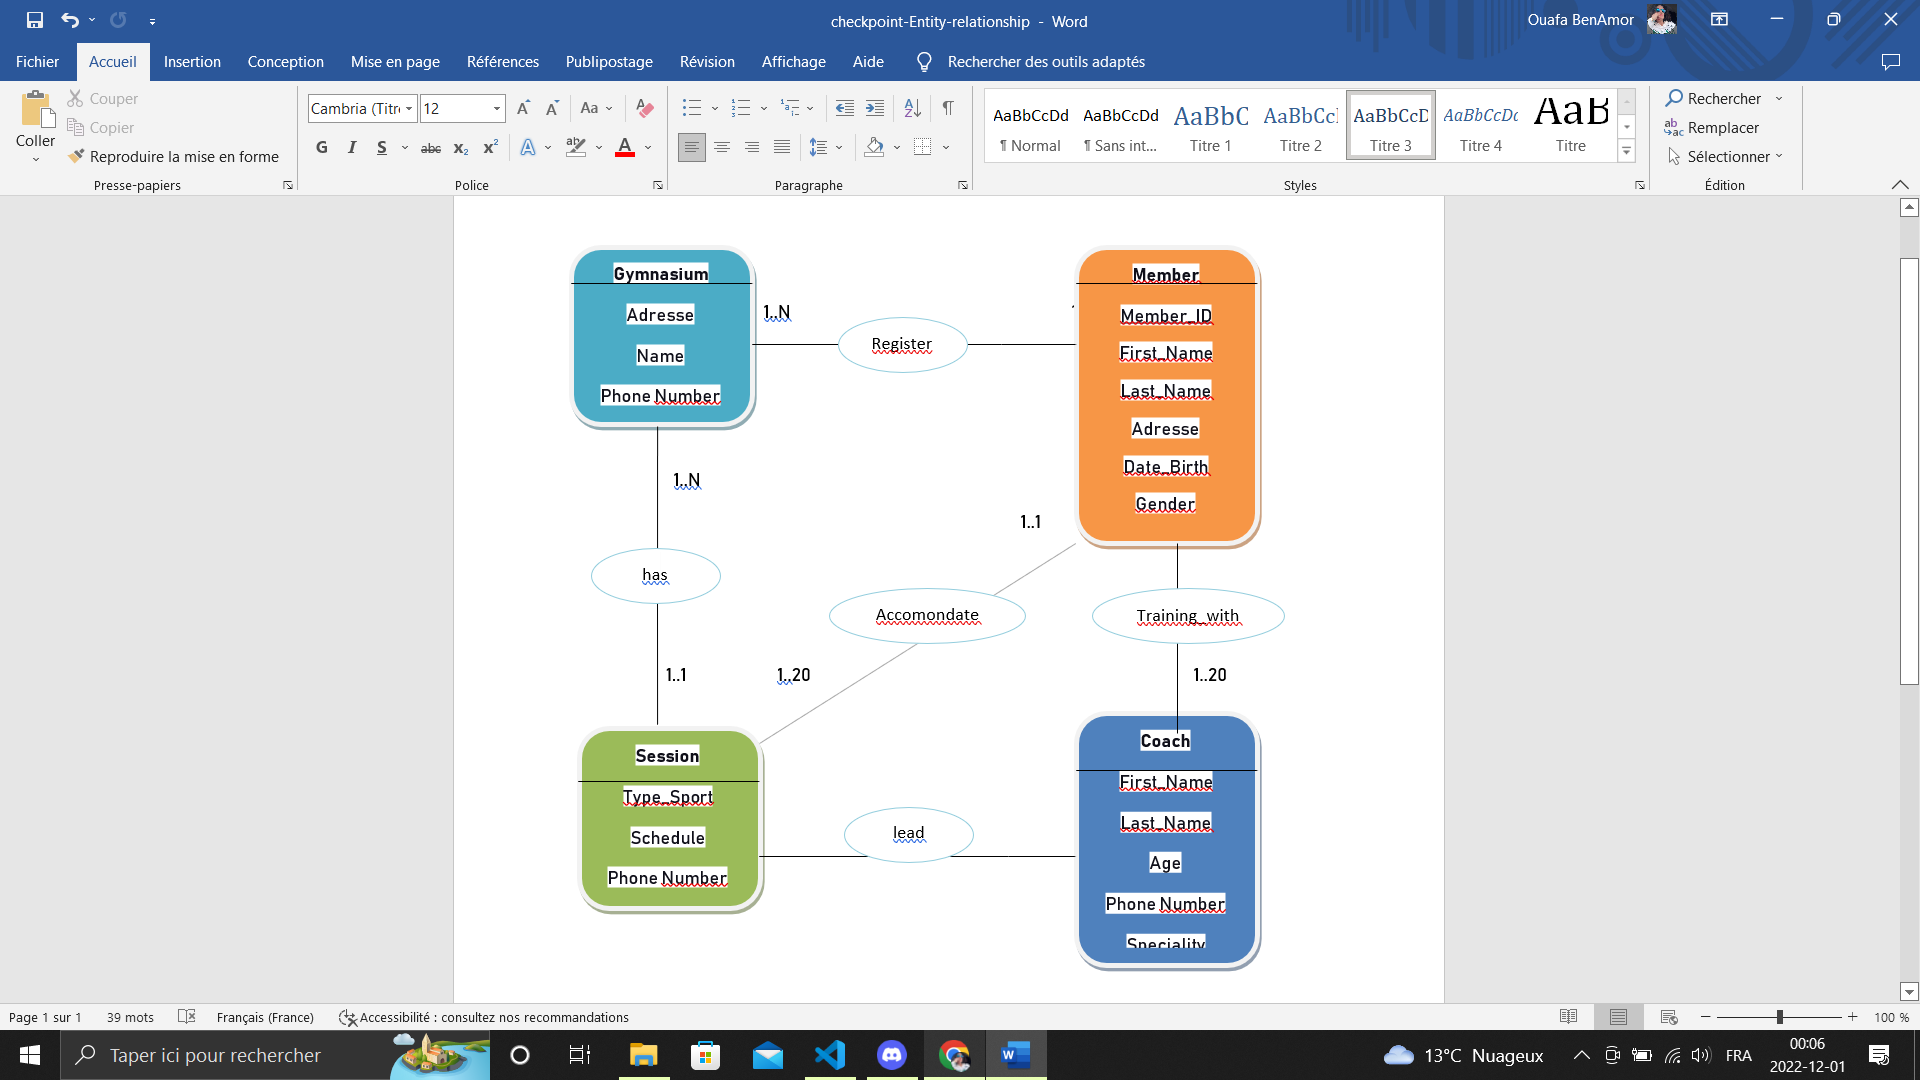 checkpoint-Entity-relationship - Word
Ouafa BenAmor
Fichier
Accueil
Insertion
Conception
Mise en page
Références
Publipostage
Révision
Affichage
Aide
Rechercher des outils adaptés
Coller
Couper
Copier
Reproduire la mise en forme
Presse-papiers
Cambria (Titr
12
Aa
G I S abc x₂ x²
Police
Paragraphe
AaBbCcDd
¶ Normal
AaBbCcDd
¶ Sans int...
AaBbC
Titre 1
AaBbCc
Titre 2
AaBbCcD
Titre 3
AaBbCcDc
Titre 4
AaB
Titre
Styles
Rechercher
Remplacer
Sélectionner
Édition
Gymnasium
Adresse
Name
Phone Number
1..N
Register
Member
Member_ID
First_Name
Last_Name
Adresse
Date_Birth
Gender
1..N
has
1..1
1..1
Accomondate
1..20
Training_with
1..20
Session
Type_Sport
Schedule
Phone Number
lead
Coach
First_Name
Last_Name
Age
Phone Number
Speciality
Page 1 sur 1
39 mots
Français (France)
Accessibilité : consultez nos recommandations
100 %
Taper ici pour rechercher
13°C Nuageux
FRA
00:06
2022-12-01